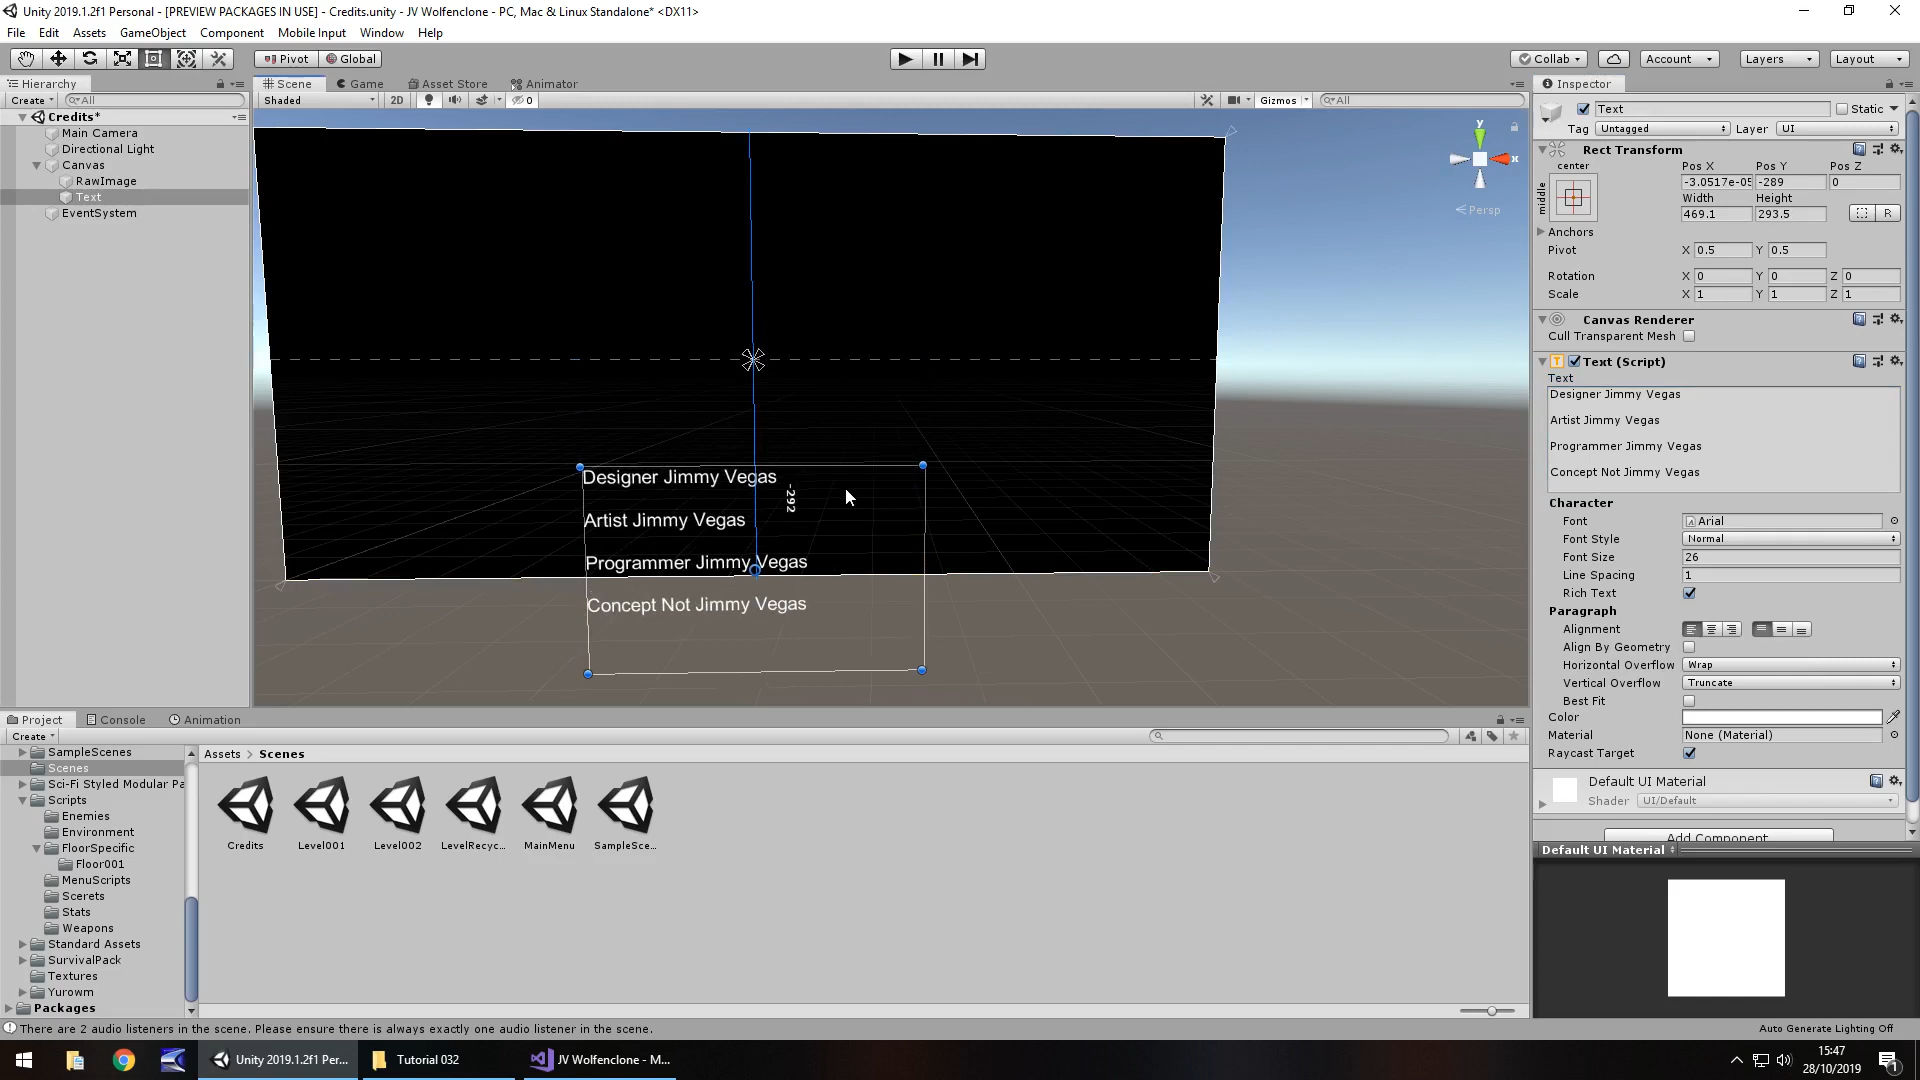 Unity 2019.1.2f1 Personal - [PREVIEW PACKAGES IN USE] - Credits.unity - JV Wolfenclone - PC, Mac & Linux Standalone* <DX11>
File Edit Assets GameObject Component Mobile Input Window Help
Pivot Global Collab Account Layers Layout
Hierarchy Scene Game Asset Store Animator Inspector
Create All Shaded 2D 0 Gizmos All
Text Static
Credits*
Tag Untagged Layer UI
Main Camera
Directional Light
Canvas
RawImage
Text
EventSystem
y
x
Persp
Rect Transform
center Pos X Pos Y Pos Z
middle -3.0517e-05 -289 0
Width Height
469.1 293.5 R
Anchors
Pivot X 0.5 Y 0.5
Rotation X 0 Y 0 Z 0
Scale X 1 Y 1 Z 1
Canvas Renderer
Cull Transparent Mesh
Text (Script)
Text
Designer Jimmy Vegas
Artist Jimmy Vegas
Programmer Jimmy Vegas
Concept Not Jimmy Vegas
Designer Jimmy Vegas
-292
Artist Jimmy Vegas
Programmer Jimmy Vegas
Concept Not Jimmy Vegas
Character
Font Arial
Font Style Normal
Font Size 26
Line Spacing 1
Rich Text
Paragraph
Alignment
Align By Geometry
Horizontal Overflow Wrap
Vertical Overflow Truncate
Best Fit
Color
Material None (Material)
Raycast Target
Default UI Material
Shader UI/Default
Add Component
Default UI Material
Project Console Animation
Create
SampleScenes
Scenes
Sci-Fi Styled Modular Pa
Scripts
Enemies
Environment
FloorSpecific
Floor001
MenuScripts
Scerets
Stats
Weapons
Standard Assets
SurvivalPack
Textures
Yurowm
Packages
Assets > Scenes
Credits Level001 Level002 LevelRecyc... MainMenu SampleSce...
There are 2 audio listeners in the scene. Please ensure there is always exactly one audio listener in the scene.
Auto Generate Lighting Off
Unity 2019.1.2f1 Per... Tutorial 032 JV Wolfenclone - M...
15:47
28/10/2019
1